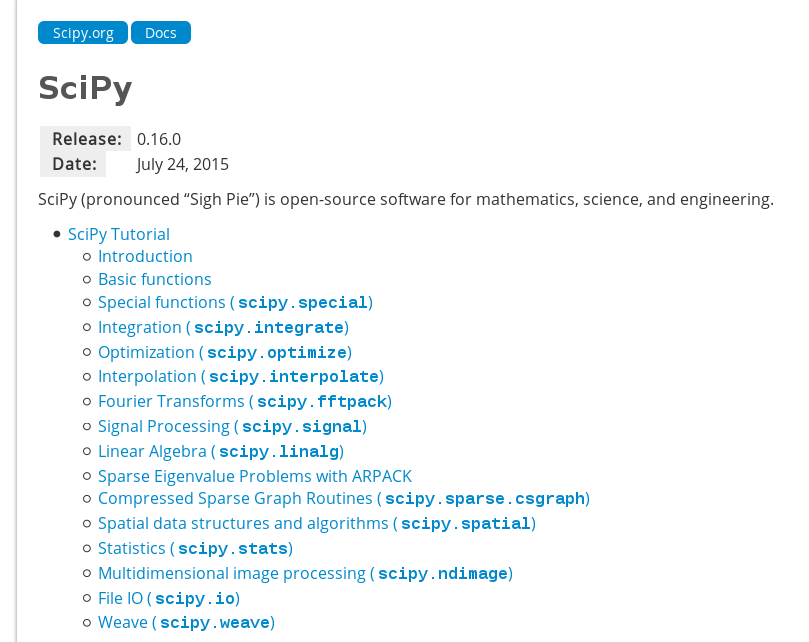 Scipy.org Docs
SciPy
Release: 0.16.0
Date: July 24, 2015
SciPy (pronounced “Sigh Pie”) is open-source software for mathematics, science, and engineering.
SciPy Tutorial
Introduction
Basic functions
Special functions (scipy.special)
Integration (scipy.integrate)
Optimization (scipy.optimize)
Interpolation (scipy.interpolate)
Fourier Transforms (scipy.fftpack)
Signal Processing (scipy.signal)
Linear Algebra (scipy.linalg)
Sparse Eigenvalue Problems with ARPACK
Compressed Sparse Graph Routines (scipy.sparse.csgraph)
Spatial data structures and algorithms (scipy.spatial)
Statistics (scipy.stats)
Multidimensional image processing (scipy.ndimage)
File IO (scipy.io)
Weave (scipy.weave)